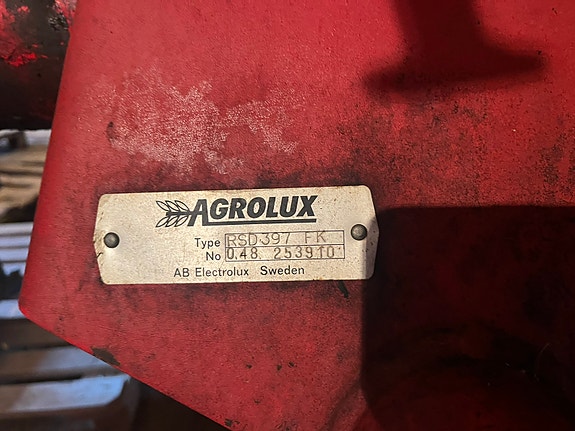 AGROLUX
Type RSD397 FK
No 0.48. 253910
AB Electrolux Sweden